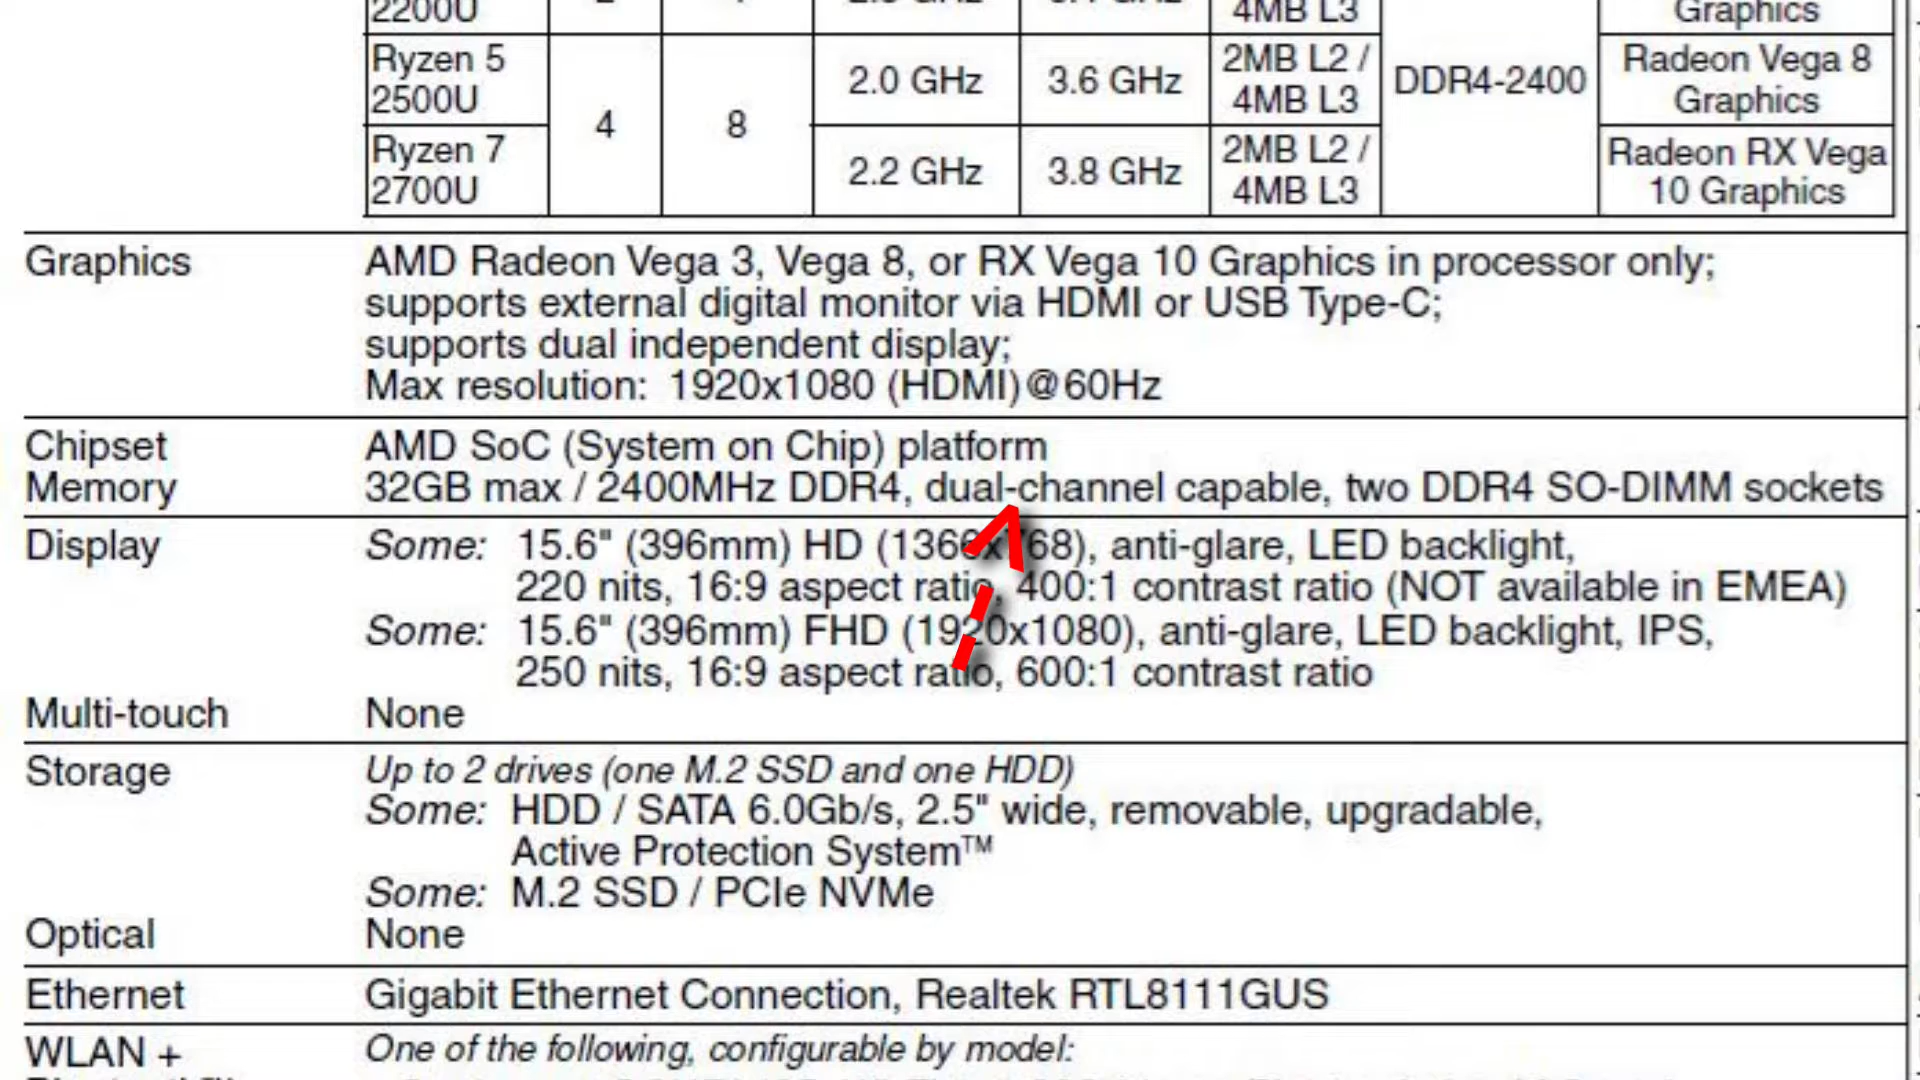 2200U 4MB L3 Graphics
Ryzen 5 2MB L2 / Radeon Vega 8
2.0 GHz 3.6 GHz DDR4-2400
2500U 4MB L3 Graphics
4 8
Ryzen 7 2MB L2 / Radeon RX Vega
2.2 GHz 3.8 GHz
2700U 4MB L3 10 Graphics
Graphics AMD Radeon Vega 3, Vega 8, or RX Vega 10 Graphics in processor only;
supports external digital monitor via HDMI or USB Type-C;
supports dual independent display;
Max resolution: 1920x1080 (HDMI)@60Hz
Chipset AMD SoC (System on Chip) platform
Memory 32GB max / 2400MHz DDR4, dual-channel capable, two DDR4 SO-DIMM sockets
Display Some: 15.6" (396mm) HD (1366x768), anti-glare, LED backlight,
220 nits, 16:9 aspect ratio, 400:1 contrast ratio (NOT available in EMEA)
Some: 15.6" (396mm) FHD (1920x1080), anti-glare, LED backlight, IPS,
250 nits, 16:9 aspect ratio, 600:1 contrast ratio
Multi-touch None
Storage Up to 2 drives (one M.2 SSD and one HDD)
Some: HDD / SATA 6.0Gb/s, 2.5" wide, removable, upgradable,
Active Protection System™
Some: M.2 SSD / PCIe NVMe
Optical None
Ethernet Gigabit Ethernet Connection, Realtek RTL8111GUS
WLAN + One of the following, configurable by model: